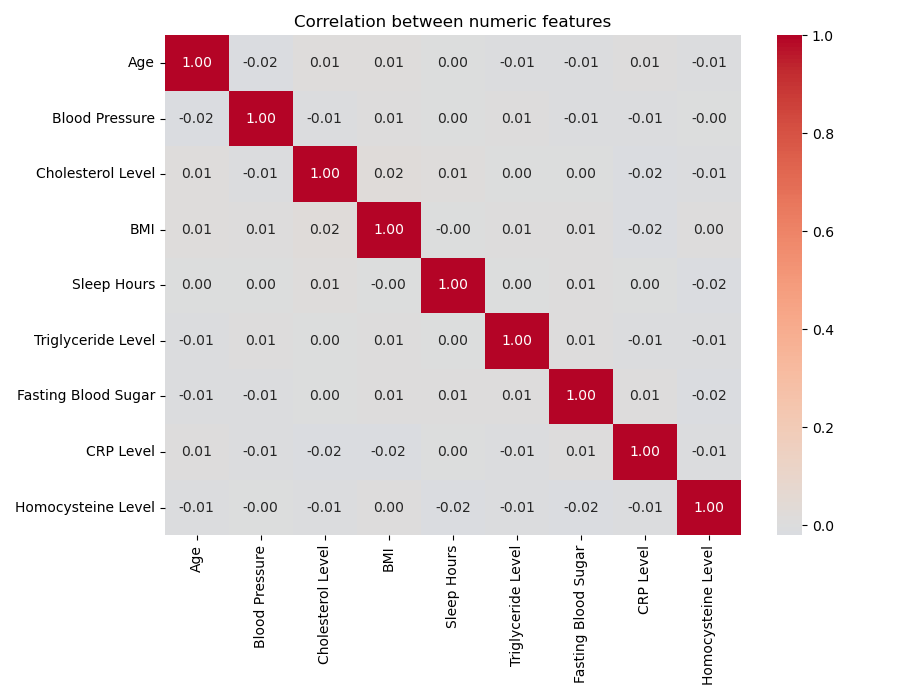 Correlation between numeric features
Age 1.00 -0.02 0.01 0.01 0.00 -0.01 -0.01 0.01 -0.01
Blood Pressure -0.02 1.00 -0.01 0.01 0.00 0.01 -0.01 -0.01 -0.00
Cholesterol Level 0.01 -0.01 1.00 0.02 0.01 0.00 0.00 -0.02 -0.01
BMI 0.01 0.01 0.02 1.00 -0.00 0.01 0.01 -0.02 0.00
Sleep Hours 0.00 0.00 0.01 -0.00 1.00 0.00 0.01 0.00 -0.02
Triglyceride Level -0.01 0.01 0.00 0.01 0.00 1.00 0.01 -0.01 -0.01
Fasting Blood Sugar -0.01 -0.01 0.00 0.01 0.01 0.01 1.00 0.01 -0.02
CRP Level 0.01 -0.01 -0.02 -0.02 0.00 -0.01 0.01 1.00 -0.01
Homocysteine Level -0.01 -0.00 -0.01 0.00 -0.02 -0.01 -0.02 -0.01 1.00
Age
Blood Pressure
Cholesterol Level
BMI
Sleep Hours
Triglyceride Level
Fasting Blood Sugar
CRP Level
Homocysteine Level
1.0
0.8
0.6
0.4
0.2
0.0